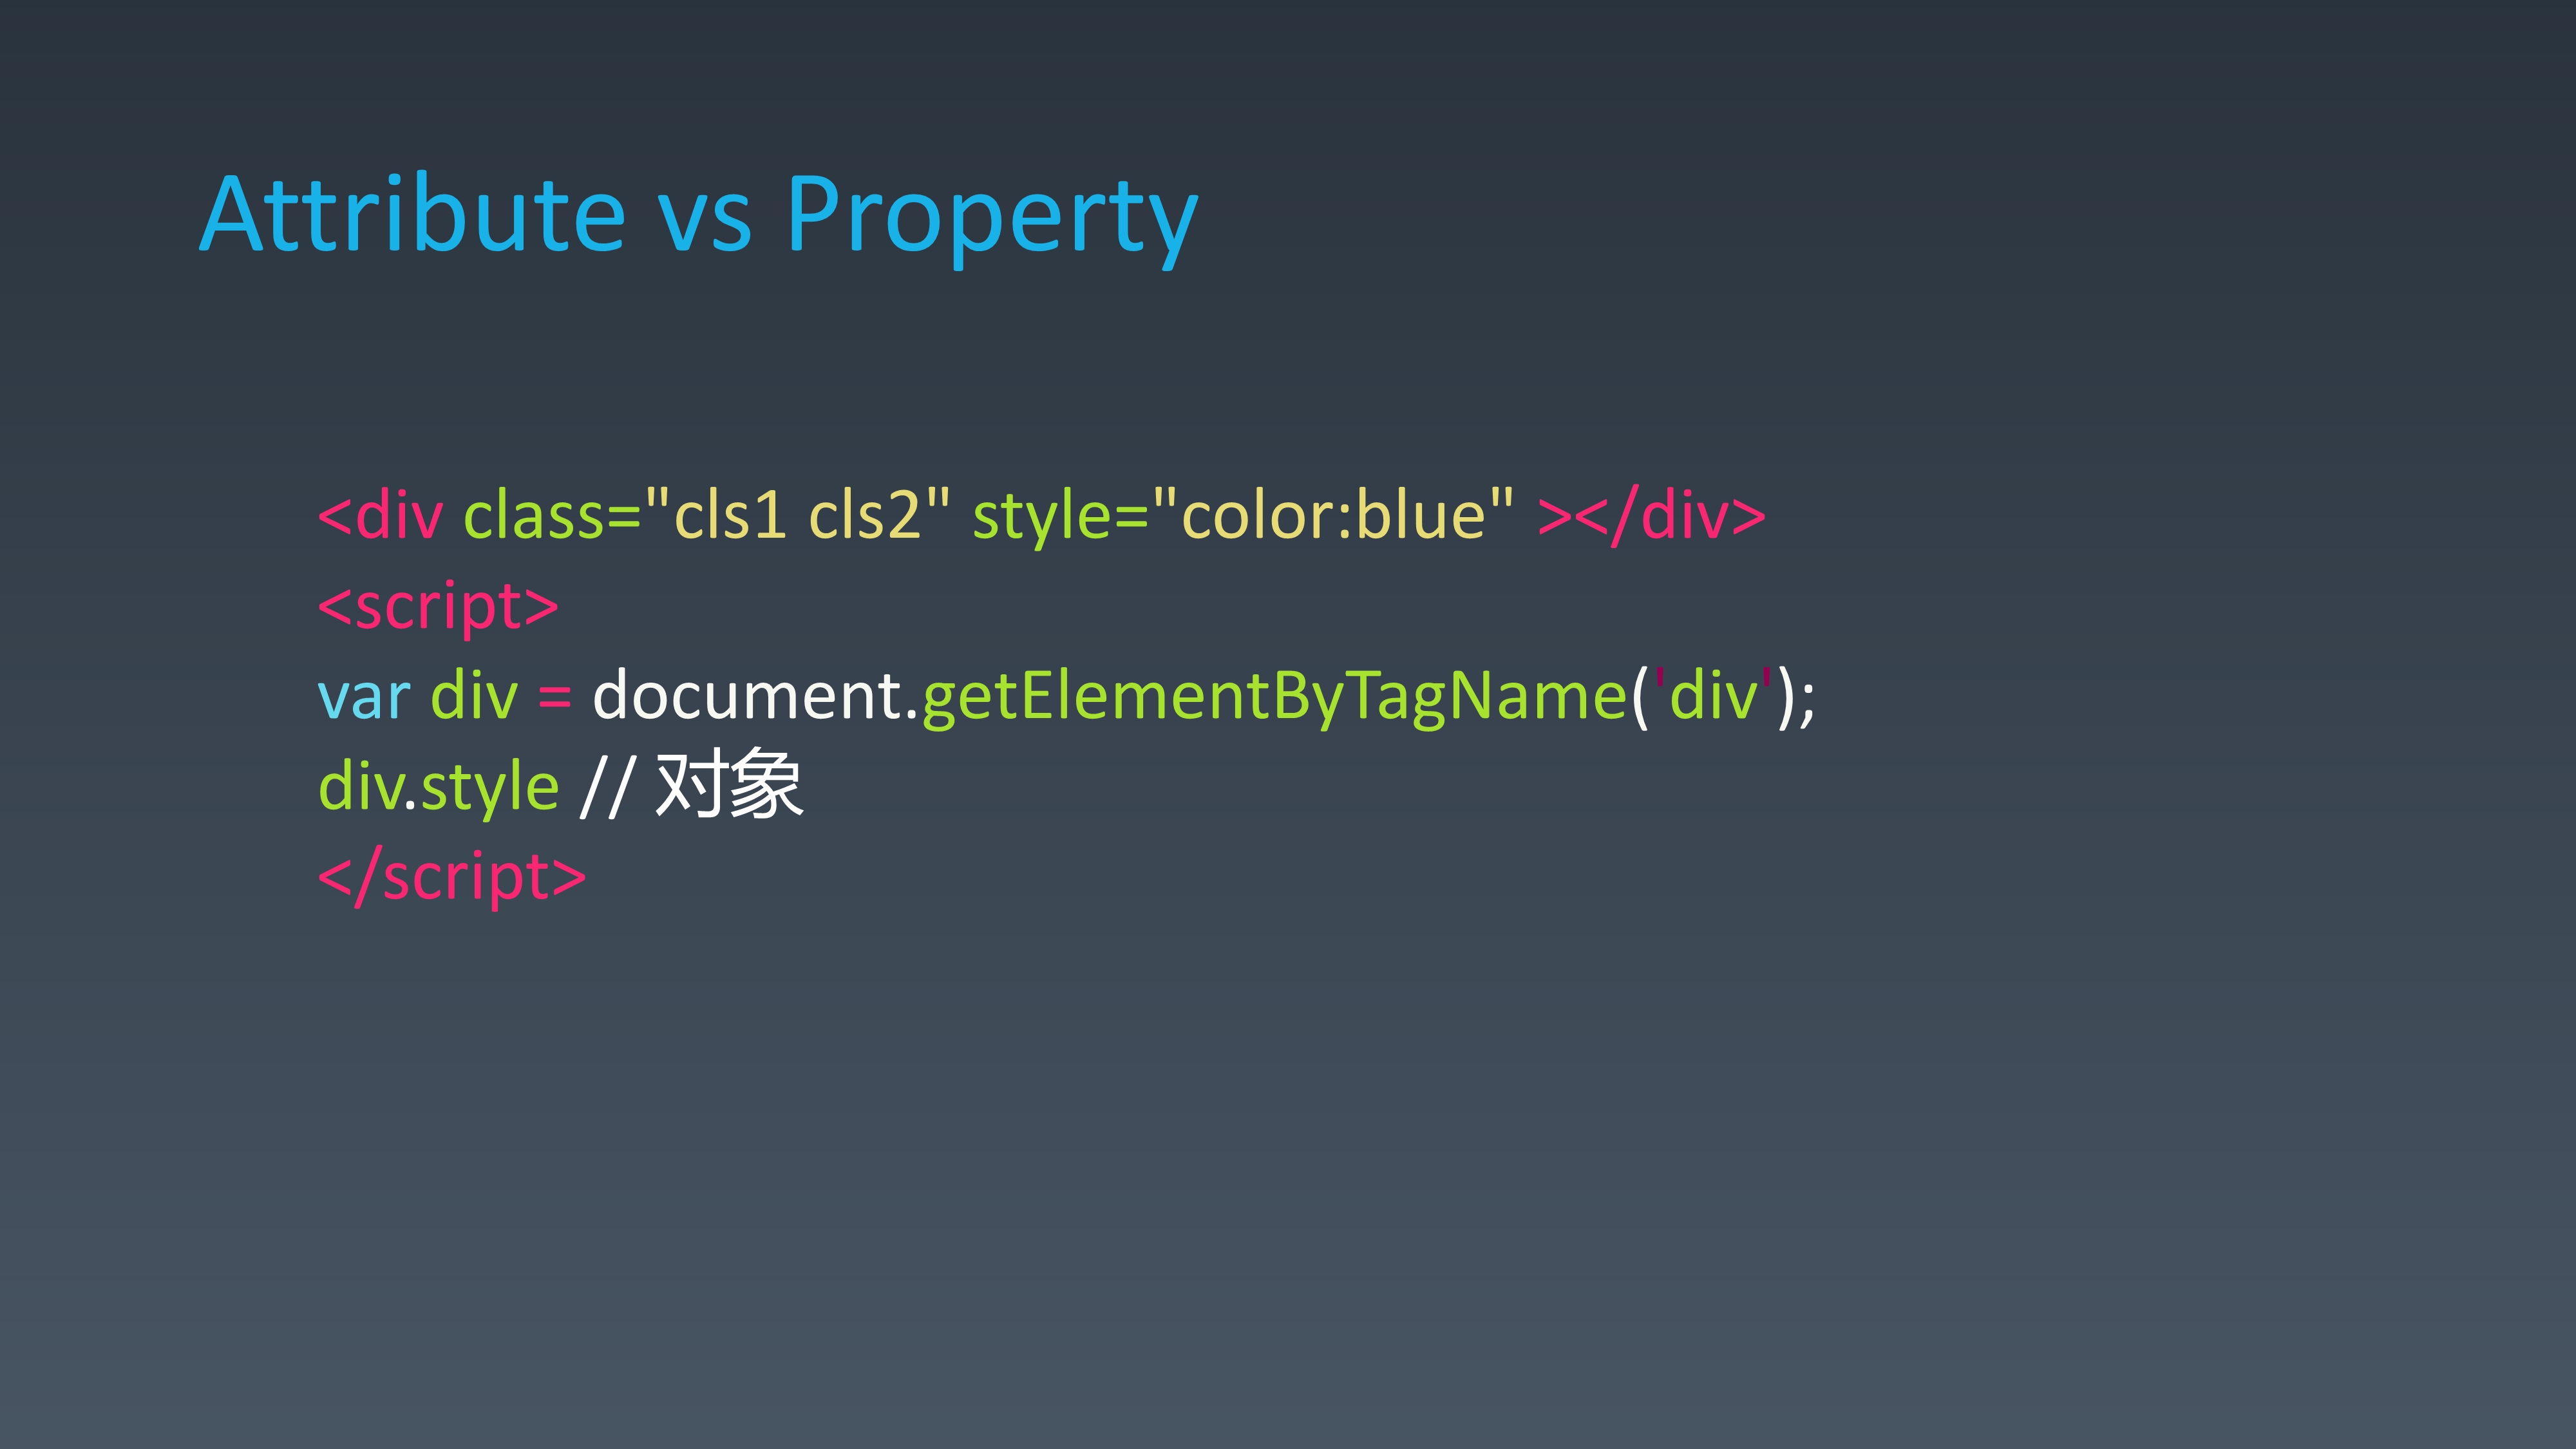 Attribute vs Property
<div class="cls1 cls2" style="color:blue" ></div>
<script>
var div = document.getElementByTagName('div');
div.style // 对象
</script>